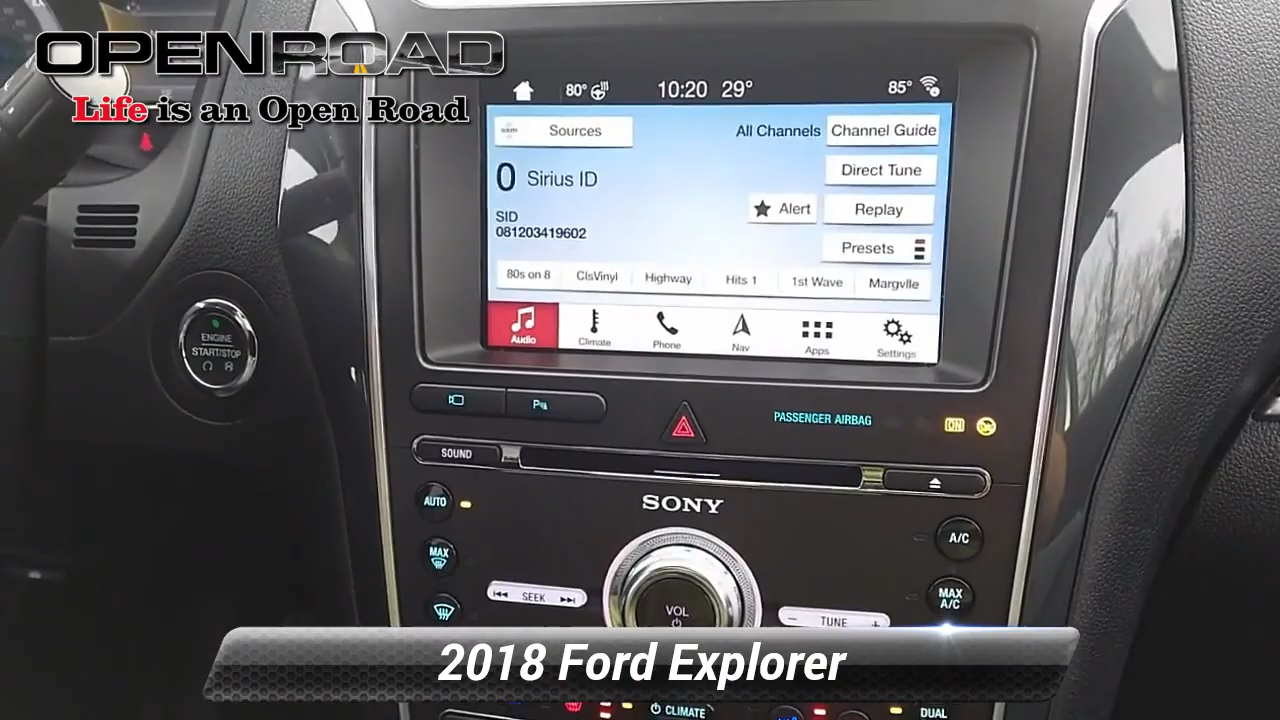 OPENROAD
Life is an Open Road
80° 10:20 29° 85°
Sources All Channels Channel Guide
0 Sirius ID Direct Tune
SID Alert Replay
081203419602
Presets
80s on 8 ClsVinyl Highway Hits 1 1st Wave Margvlle
Audio Climate Phone Nav Apps Settings
ENGINE
START/STOP
PASSENGER AIRBAG ON
SOUND
SONY
AUTO
A/C
MAX
MAX
A/C
SEEK
VOL
TUNE
2018 Ford Explorer
CLIMATE DUAL